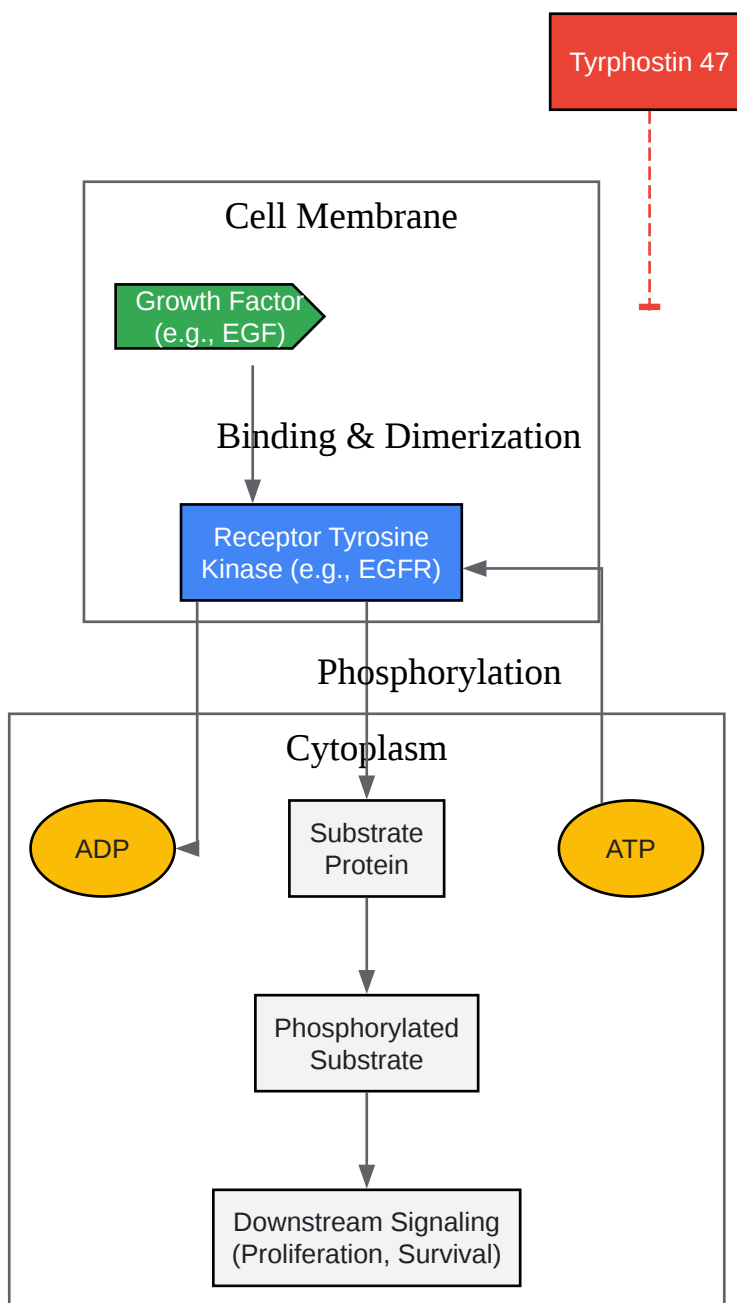 Tyrphostin 47
Cell Membrane
Growth Factor
(e.g., EGF)
Binding & Dimerization
Receptor Tyrosine
Kinase (e.g., EGFR)
Phosphorylation
Cytoplasm
ADP
Substrate
Protein
ATP
Phosphorylated
Substrate
Downstream Signaling
(Proliferation, Survival)